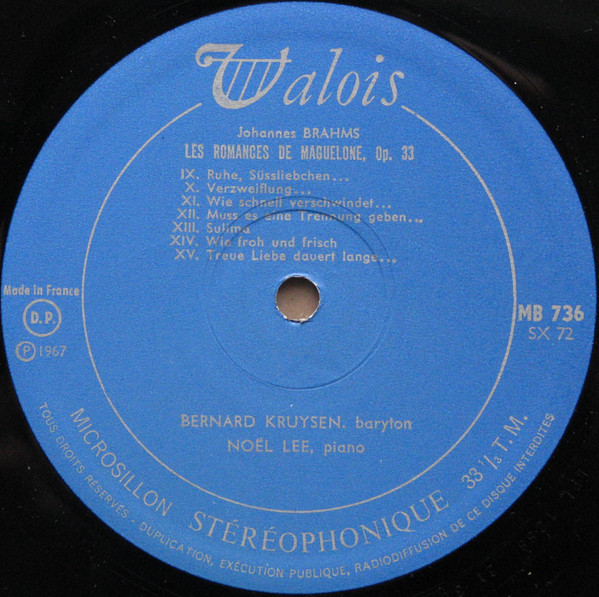 Valois
Johannes BRAHMS
LES ROMANCES DE MAGUELONE, Op. 33
IX. Ruhe, Süssliebchen...
X. Verzweiflung...
XI. Wie schnell verschwindet...
XII. Muss es eine Trennung geben...
XIII. Sulima
XIV. Wie froh und frisch
XV. Treue Liebe dauert lange...
Made in France
D.P.
Ⓟ 1967
MB 736
SX 72
BERNARD KRUYSEN, baryton
NOËL LEE, piano
MICROSILLON STÉRÉOPHONIQUE 33 1/3 T.M.
TOUS DROITS RÉSERVÉS - DUPLICATION, EXÉCUTION PUBLIQUE, RADIODIFFUSION DE CE DISQUE INTERDITES